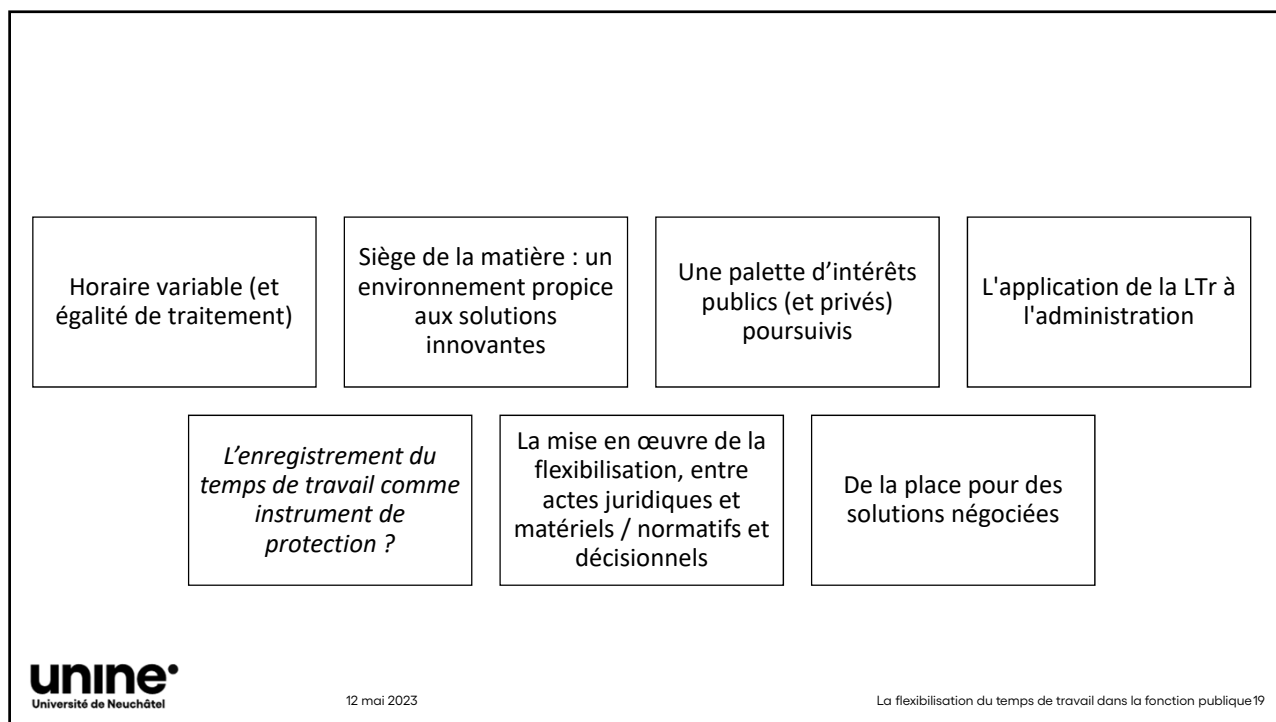 Horaire variable (et
égalité de traitement)
Siège de la matière : un
environnement propice
aux solutions
innovantes
Une palette d’intérêts
publics (et privés)
poursuivis
L'application de la LTr à
l'administration
L’enregistrement du
temps de travail comme
instrument de
protection ?
La mise en œuvre de la
flexibilisation, entre
actes juridiques et
matériels / normatifs et
décisionnels
De la place pour des
solutions négociées
unine
Université de Neuchâtel
12 mai 2023
La flexibilisation du temps de travail dans la fonction publique 19